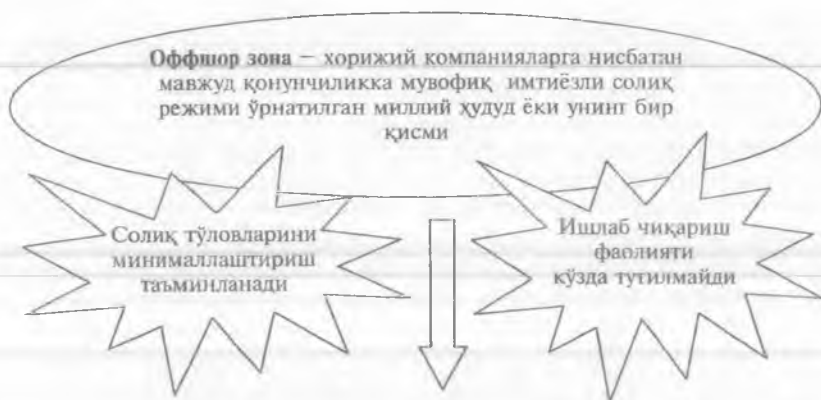 Оффшор зона – хорижий компанияларга нисбатан
мавжуд қонунчиликка мувофиқ имтиёзли солиқ
режими ўрнатилган миллий ҳудуд ёки унинг бир
қисми
Солиқ тўловларини
минималлаштириш
таъминланади
Ишлаб чиқариш
фаолияти
кўзда тутилмайди